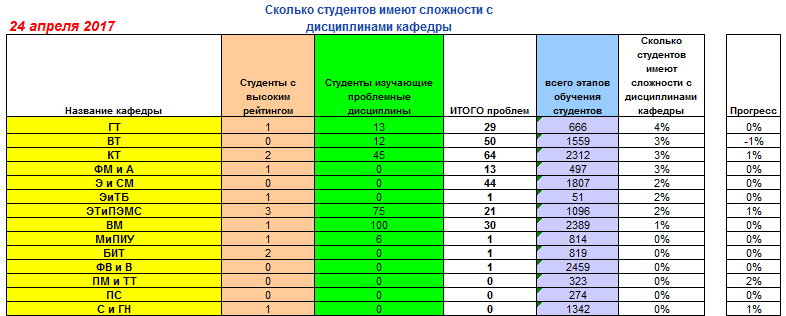 Сколько студентов имеют сложности с
24 апреля 2017 дисциплинами кафедры
Название кафедры Студенты с высоким рейтингом Студенты изучающие проблемные дисциплины ИТОГО проблем всего этапов обучения студентов Сколько студентов имеют сложности с дисциплинами кафедры Прогресс
ГТ 1 13 29 666 4% 0%
ВТ 0 12 50 1559 3% -1%
КТ 2 45 64 2312 3% 1%
ФМ и А 1 0 13 497 3% 0%
Э и СМ 0 0 44 1807 2% 0%
ЭиТБ 1 0 1 51 2% 0%
ЭТиПЭМС 3 75 21 1096 2% 1%
ВМ 1 100 30 2389 1% 0%
МиПИУ 1 6 1 814 0% 0%
БИТ 2 0 1 819 0% 0%
ФВ и В 0 0 1 2459 0% 0%
ПМ и ТТ 0 0 0 323 0% 2%
ПС 0 0 0 274 0% 0%
С и ГН 1 0 0 1342 0% 1%